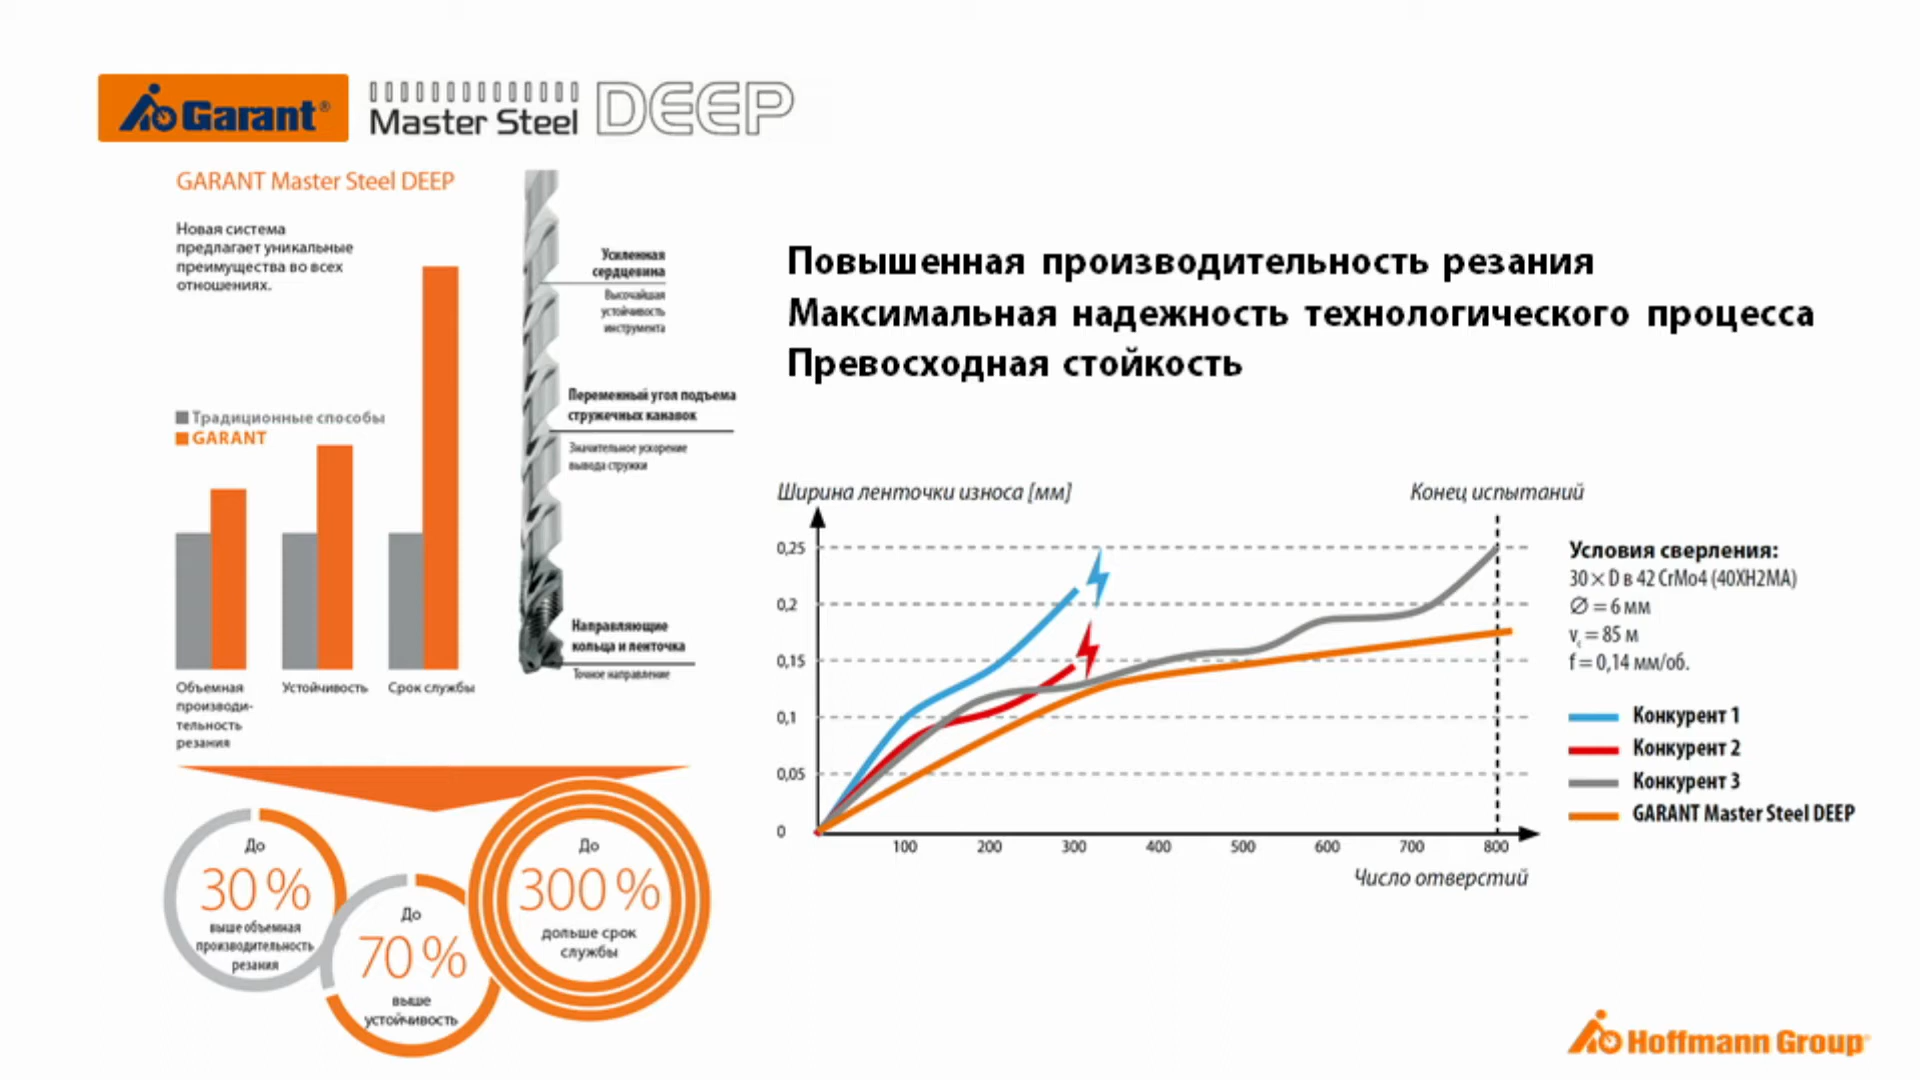 Garant®
Master Steel DEEP
GARANT Master Steel DEEP
Новая система
предлагает уникальные
преимущества во всех
отношениях.
Традиционные способы
GARANT
Объемная
производи-
тельность
резания
Устойчивость
Срок службы
Усиленная
сердцевина
Высочайшая
устойчивость
инструмента
Переменный угол подъема
стружечных канавок
Значительное ускорение
вывода стружки
Направляющие
кольца и ленточка
Точное направление
До
30 %
выше объемная
производительность
резания
До
70 %
выше
устойчивость
До
300 %
дольше срок
службы
Повышенная производительность резания
Максимальная надежность технологического процесса
Превосходная стойкость
Ширина ленточки износа [мм]
Конец испытаний
0,25
0,2
0,15
0,1
0,05
0
100 200 300 400 500 600 700 800
Число отверстий
Условия сверления:
30 × D в 42 CrMo4 (40ХН2МА)
Ø = 6 мм
vc = 85 м
f = 0,14 мм/об.
Конкурент 1
Конкурент 2
Конкурент 3
GARANT Master Steel DEEP
Hoffmann Group